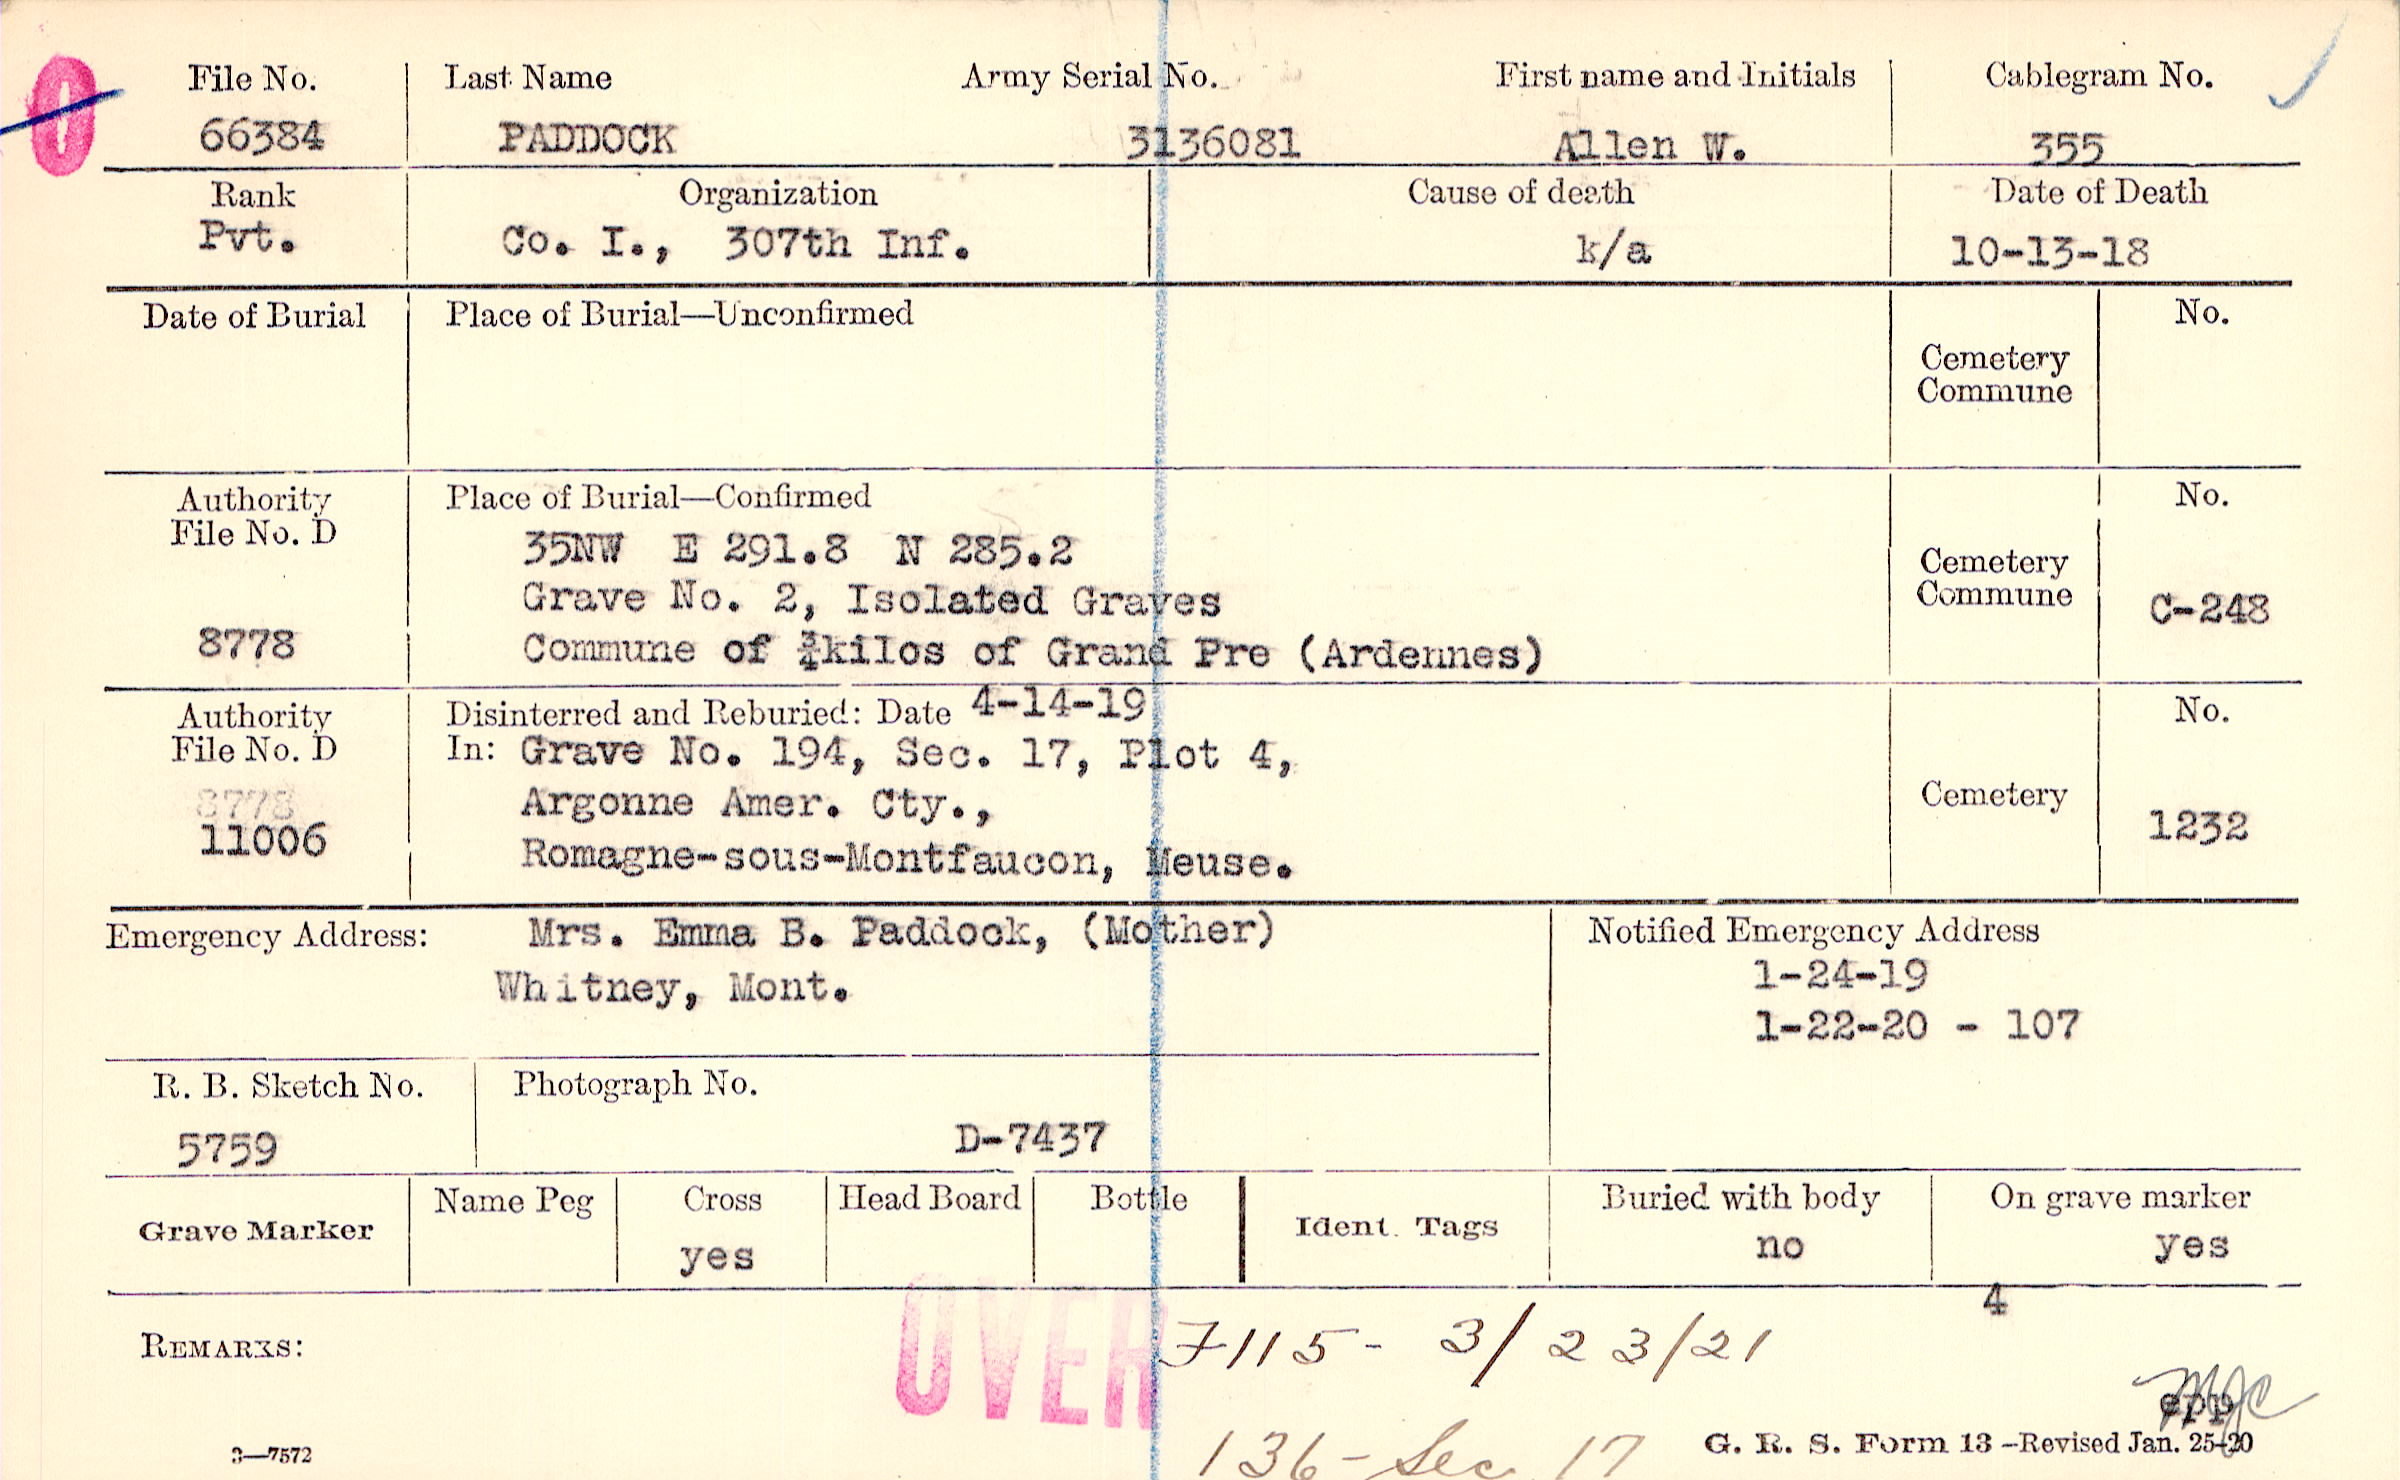 File No. Last Name Army Serial No. First name and Initials Cablegram No.
66384 PADDOCK 3136081 Allen W. 355
Rank Organization Cause of death Date of Death
Pvt. Co. I., 307th Inf. k/a 10-13-18
Date of Burial Place of Burial—Unconfirmed No.
Cemetery
Commune
Authority Place of Burial—Confirmed No.
File No. D
35NW E 291.8 N 285.2
Cemetery
Grave No. 2, Isolated Graves
Commune
C-248
8778 Commune of ¾kilos of Grand Pre (Ardennes)
Authority Disinterred and Reburied: Date 4-14-19 No.
File No. D In: Grave No. 194, Sec. 17, Plot 4,
8778 Argonne Amer. Cty., Cemetery
11006 1232
Romagne-sous-Montfaucon, Meuse.
Emergency Address: Mrs. Emma B. Paddock, (Mother) Notified Emergency Address
Whitney, Mont. 1-24-19
1-22-20 - 107
R. B. Sketch No. Photograph No.
5759 D-7437
Grave Marker Name Peg Cross Head Board Bottle Ident. Tags Buried with body On grave marker
yes no yes
4
REMARKS: OVER 7115- 3/23/21
epp
136-Sec 17
3—7572 G. R. S. Form 13 –Revised Jan. 25-20